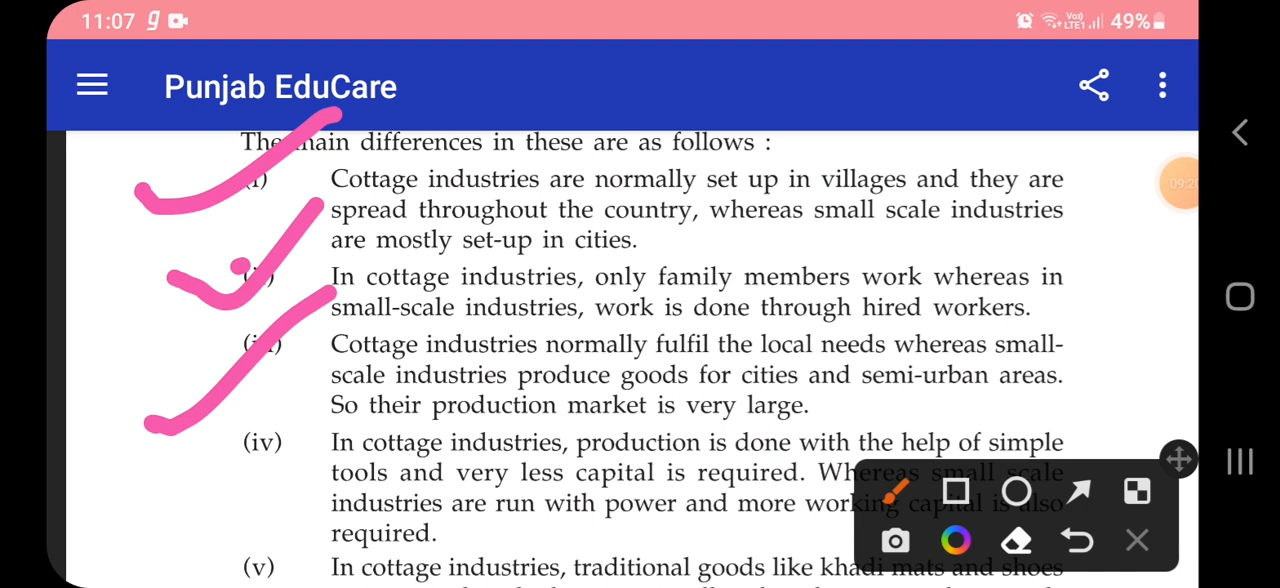 11:07 g Vo) LTE1 49%
Punjab EduCare
The main differences in these are as follows :
(i) Cottage industries are normally set up in villages and they are
spread throughout the country, whereas small scale industries
are mostly set-up in cities.
(ii) In cottage industries, only family members work whereas in
small-scale industries, work is done through hired workers.
(iii) Cottage industries normally fulfil the local needs whereas small-
scale industries produce goods for cities and semi-urban areas.
So their production market is very large.
(iv) In cottage industries, production is done with the help of simple
tools and very less capital is required. Whereas small scale
industries are run with power and more working capital is also
required.
(v) In cottage industries, traditional goods like khadi mats and shoes